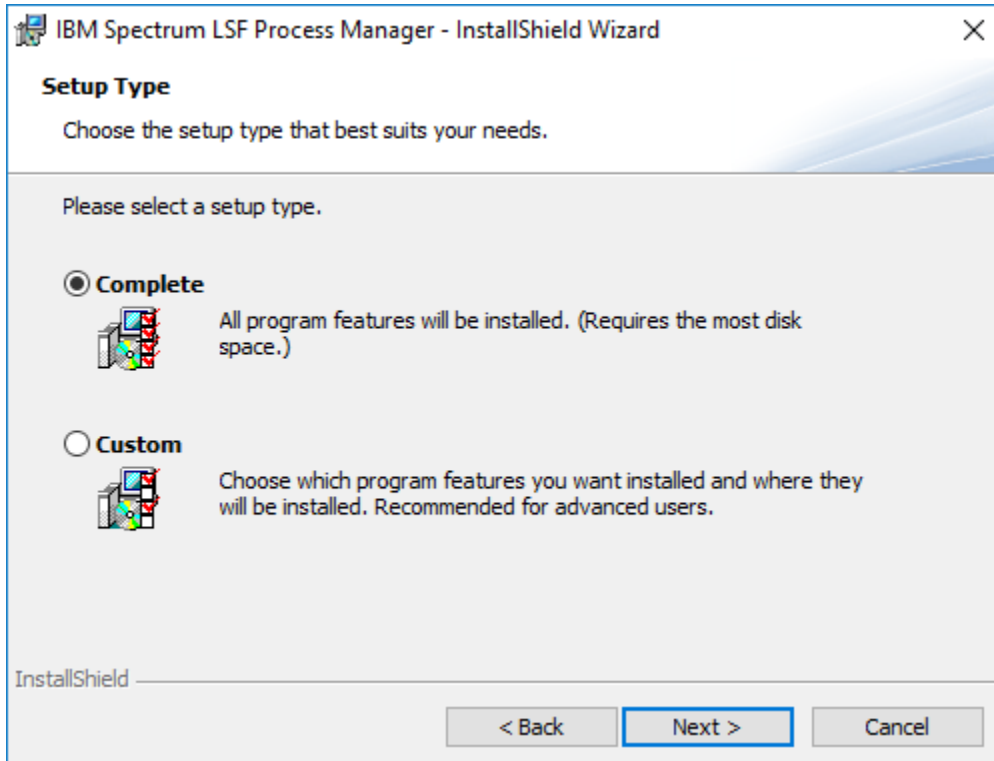 IBM Spectrum LSF Process Manager - InstallShield Wizard
Setup Type
Choose the setup type that best suits your needs.
Please select a setup type.
Complete
All program features will be installed. (Requires the most disk
space.)
Custom
Choose which program features you want installed and where they
will be installed. Recommended for advanced users.
InstallShield
< Back Next > Cancel